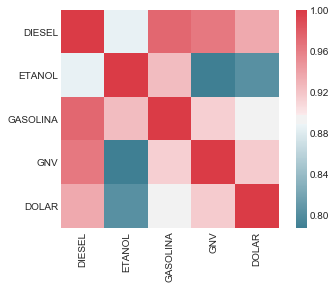 DIESEL
ETANOL
GASOLINA
GNV
DOLAR
DIESEL
ETANOL
GASOLINA
GNV
DOLAR
1.00
0.96
0.92
0.88
0.84
0.80